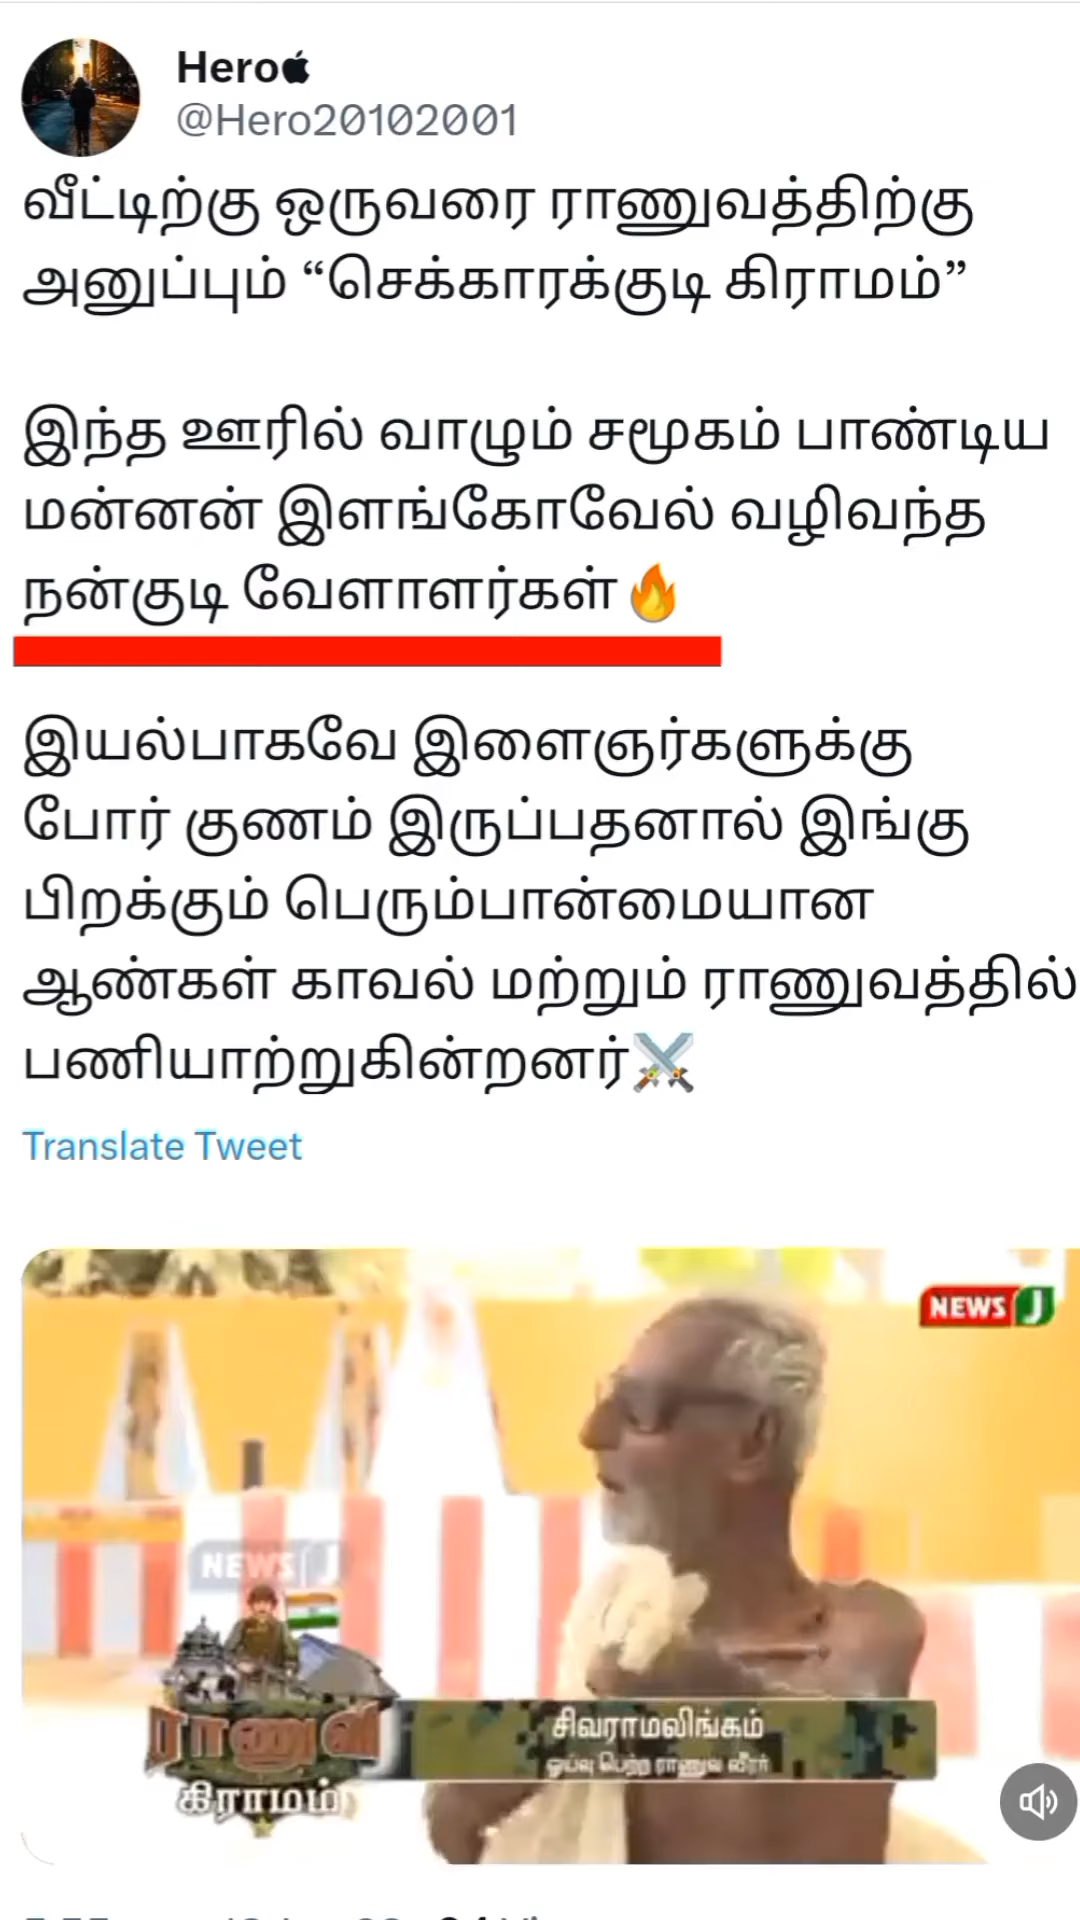 Hero
@Hero20102001
வீட்டிற்கு ஒருவரை ராணுவத்திற்கு
அனுப்பும் “செக்காரக்குடி கிராமம்”
இந்த ஊரில் வாழும் சமூகம் பாண்டிய
மன்னன் இளங்கோவேல் வழிவந்த
நன்குடி வேளாளர்கள்🔥
இயல்பாகவே இளைஞர்களுக்கு
போர் குணம் இருப்பதனால் இங்கு
பிறக்கும் பெரும்பான்மையான
ஆண்கள் காவல் மற்றும் ராணுவத்தில்
பணியாற்றுகின்றனர்⚔️
Translate Tweet
NEWS J
NEWS J
ராணுவ
கிராமம்
சிவராமலிங்கம்
ஓய்வு பெற்ற ராணுவ வீரர்